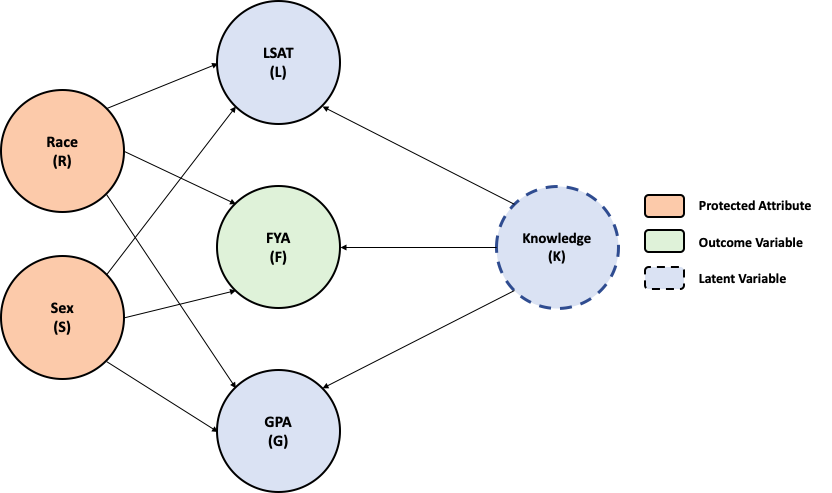 LSAT
(L)
Race
(R)
FYA
(F)
Knowledge
(K)
Sex
(S)
GPA
(G)
Protected Attribute
Outcome Variable
Latent Variable